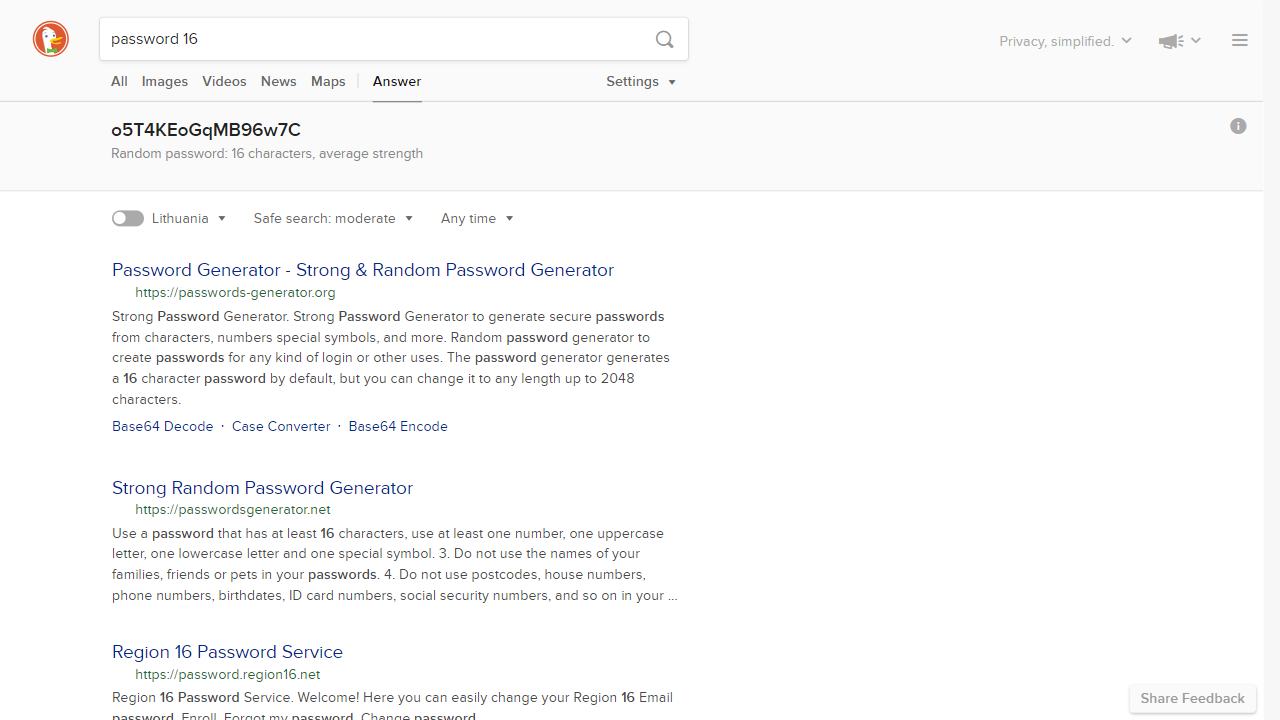 password 16
Privacy, simplified.
All Images Videos News Maps Answer Settings
o5T4KEoGqMB96w7C
Random password: 16 characters, average strength
Lithuania Safe search: moderate Any time
Password Generator - Strong & Random Password Generator
https://passwords-generator.org
Strong Password Generator. Strong Password Generator to generate secure passwords
from characters, numbers special symbols, and more. Random password generator to
create passwords for any kind of login or other uses. The password generator generates
a 16 character password by default, but you can change it to any length up to 2048
characters.
Base64 Decode · Case Converter · Base64 Encode
Strong Random Password Generator
https://passwordsgenerator.net
Use a password that has at least 16 characters, use at least one number, one uppercase
letter, one lowercase letter and one special symbol. 3. Do not use the names of your
families, friends or pets in your passwords. 4. Do not use postcodes, house numbers,
phone numbers, birthdates, ID card numbers, social security numbers, and so on in your ...
Region 16 Password Service
https://password.region16.net
Region 16 Password Service. Welcome! Here you can easily change your Region 16 Email
password. Enroll. Forgot my password. Change password.
Share Feedback